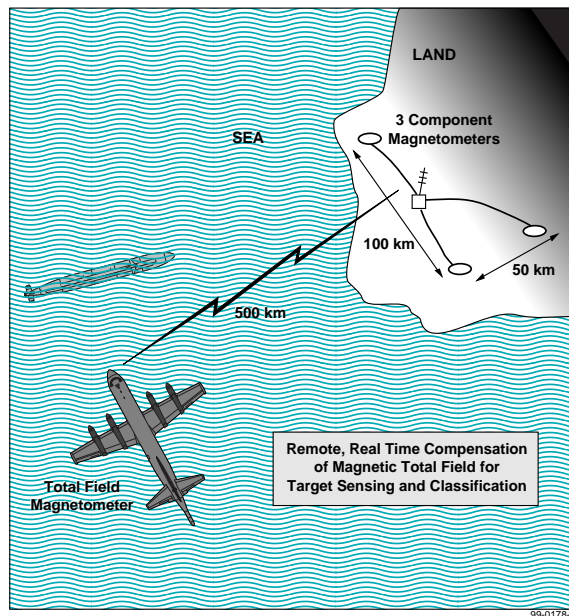 LAND
3 Component
Magnetometers
SEA
100 km
50 km
500 km
Remote, Real Time Compensation
of Magnetic Total Field for
Target Sensing and Classification
Total Field
Magnetometer
99-0178-